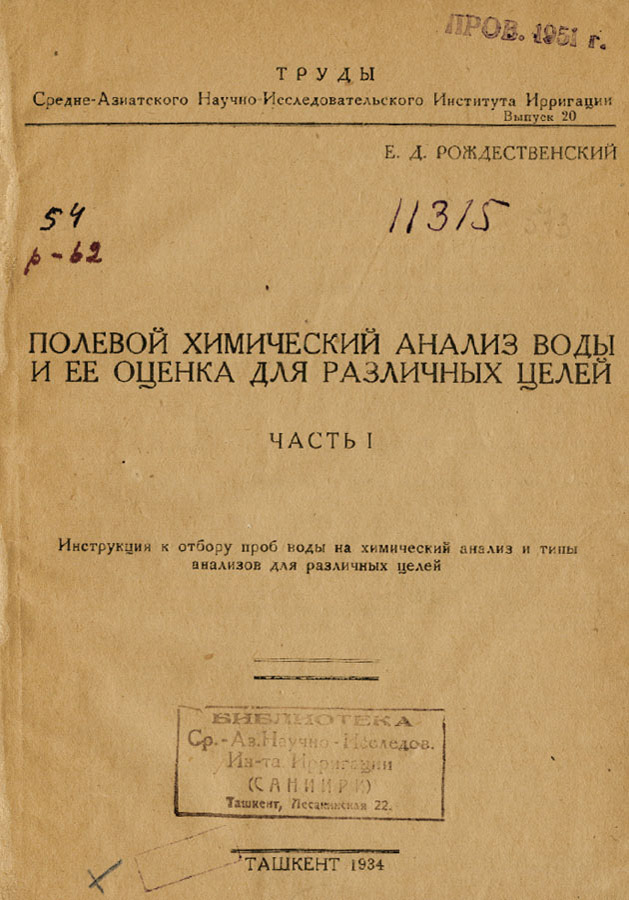 ПРОВ. 1951 г.
ТРУДЫ
Средне-Азиатского Научно-Исследовательского Института Ирригации
Выпуск 20
Е. Д. РОЖДЕСТВЕНСКИЙ
54
р-62
11315
ПОЛЕВОЙ ХИМИЧЕСКИЙ АНАЛИЗ ВОДЫ
И ЕЕ ОЦЕНКА ДЛЯ РАЗЛИЧНЫХ ЦЕЛЕЙ
ЧАСТЬ I
Инструкция к отбору проб воды на химический анализ и типы
анализов для различных целей
БИБЛИОТЕКА
Ср.-Аз.Научно-Исследов.
Ин-та Ирригации
(САНИИРИ)
Ташкент, 22.
ТАШКЕНТ 1934